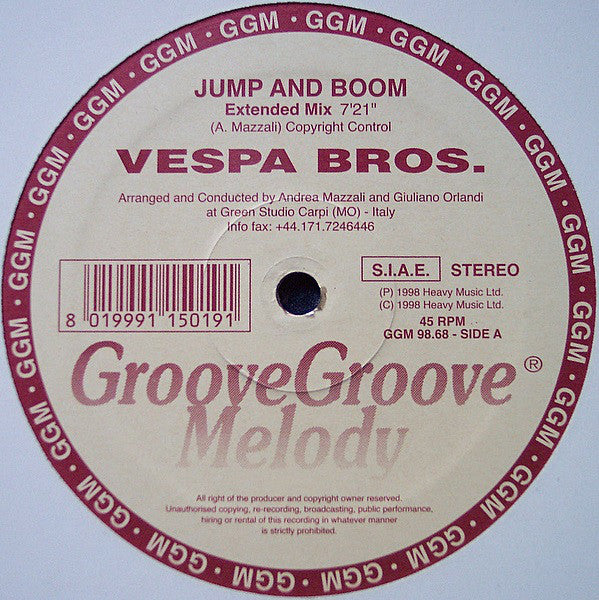 GGM · GGM · GGM · GGM · GGM · GGM · GGM · GGM · GGM · GGM · GGM · GGM · GGM · GGM · GGM · GGM · GGM · GGM · GGM · GGM ·
JUMP AND BOOM
Extended Mix 7'21"
(A. Mazzali) Copyright Control
VESPA BROS.
Arranged and Conducted by Andrea Mazzali and Giuliano Orlandi
at Green Studio Carpi (MO) - Italy
Info fax: +44.171.7246446
8 019991 150191
S.I.A.E. STEREO
(P) 1998 Heavy Music Ltd.
(C) 1998 Heavy Music Ltd.
45 RPM
GGM 98.68 - SIDE A
GrooveGroove ®
Melody
All right of the producer and copyright owner reserved.
Unauthorised copying, re-recording, broadcasting, public performance,
hiring or rental of this recording in whatever manner
is strictly prohibited.